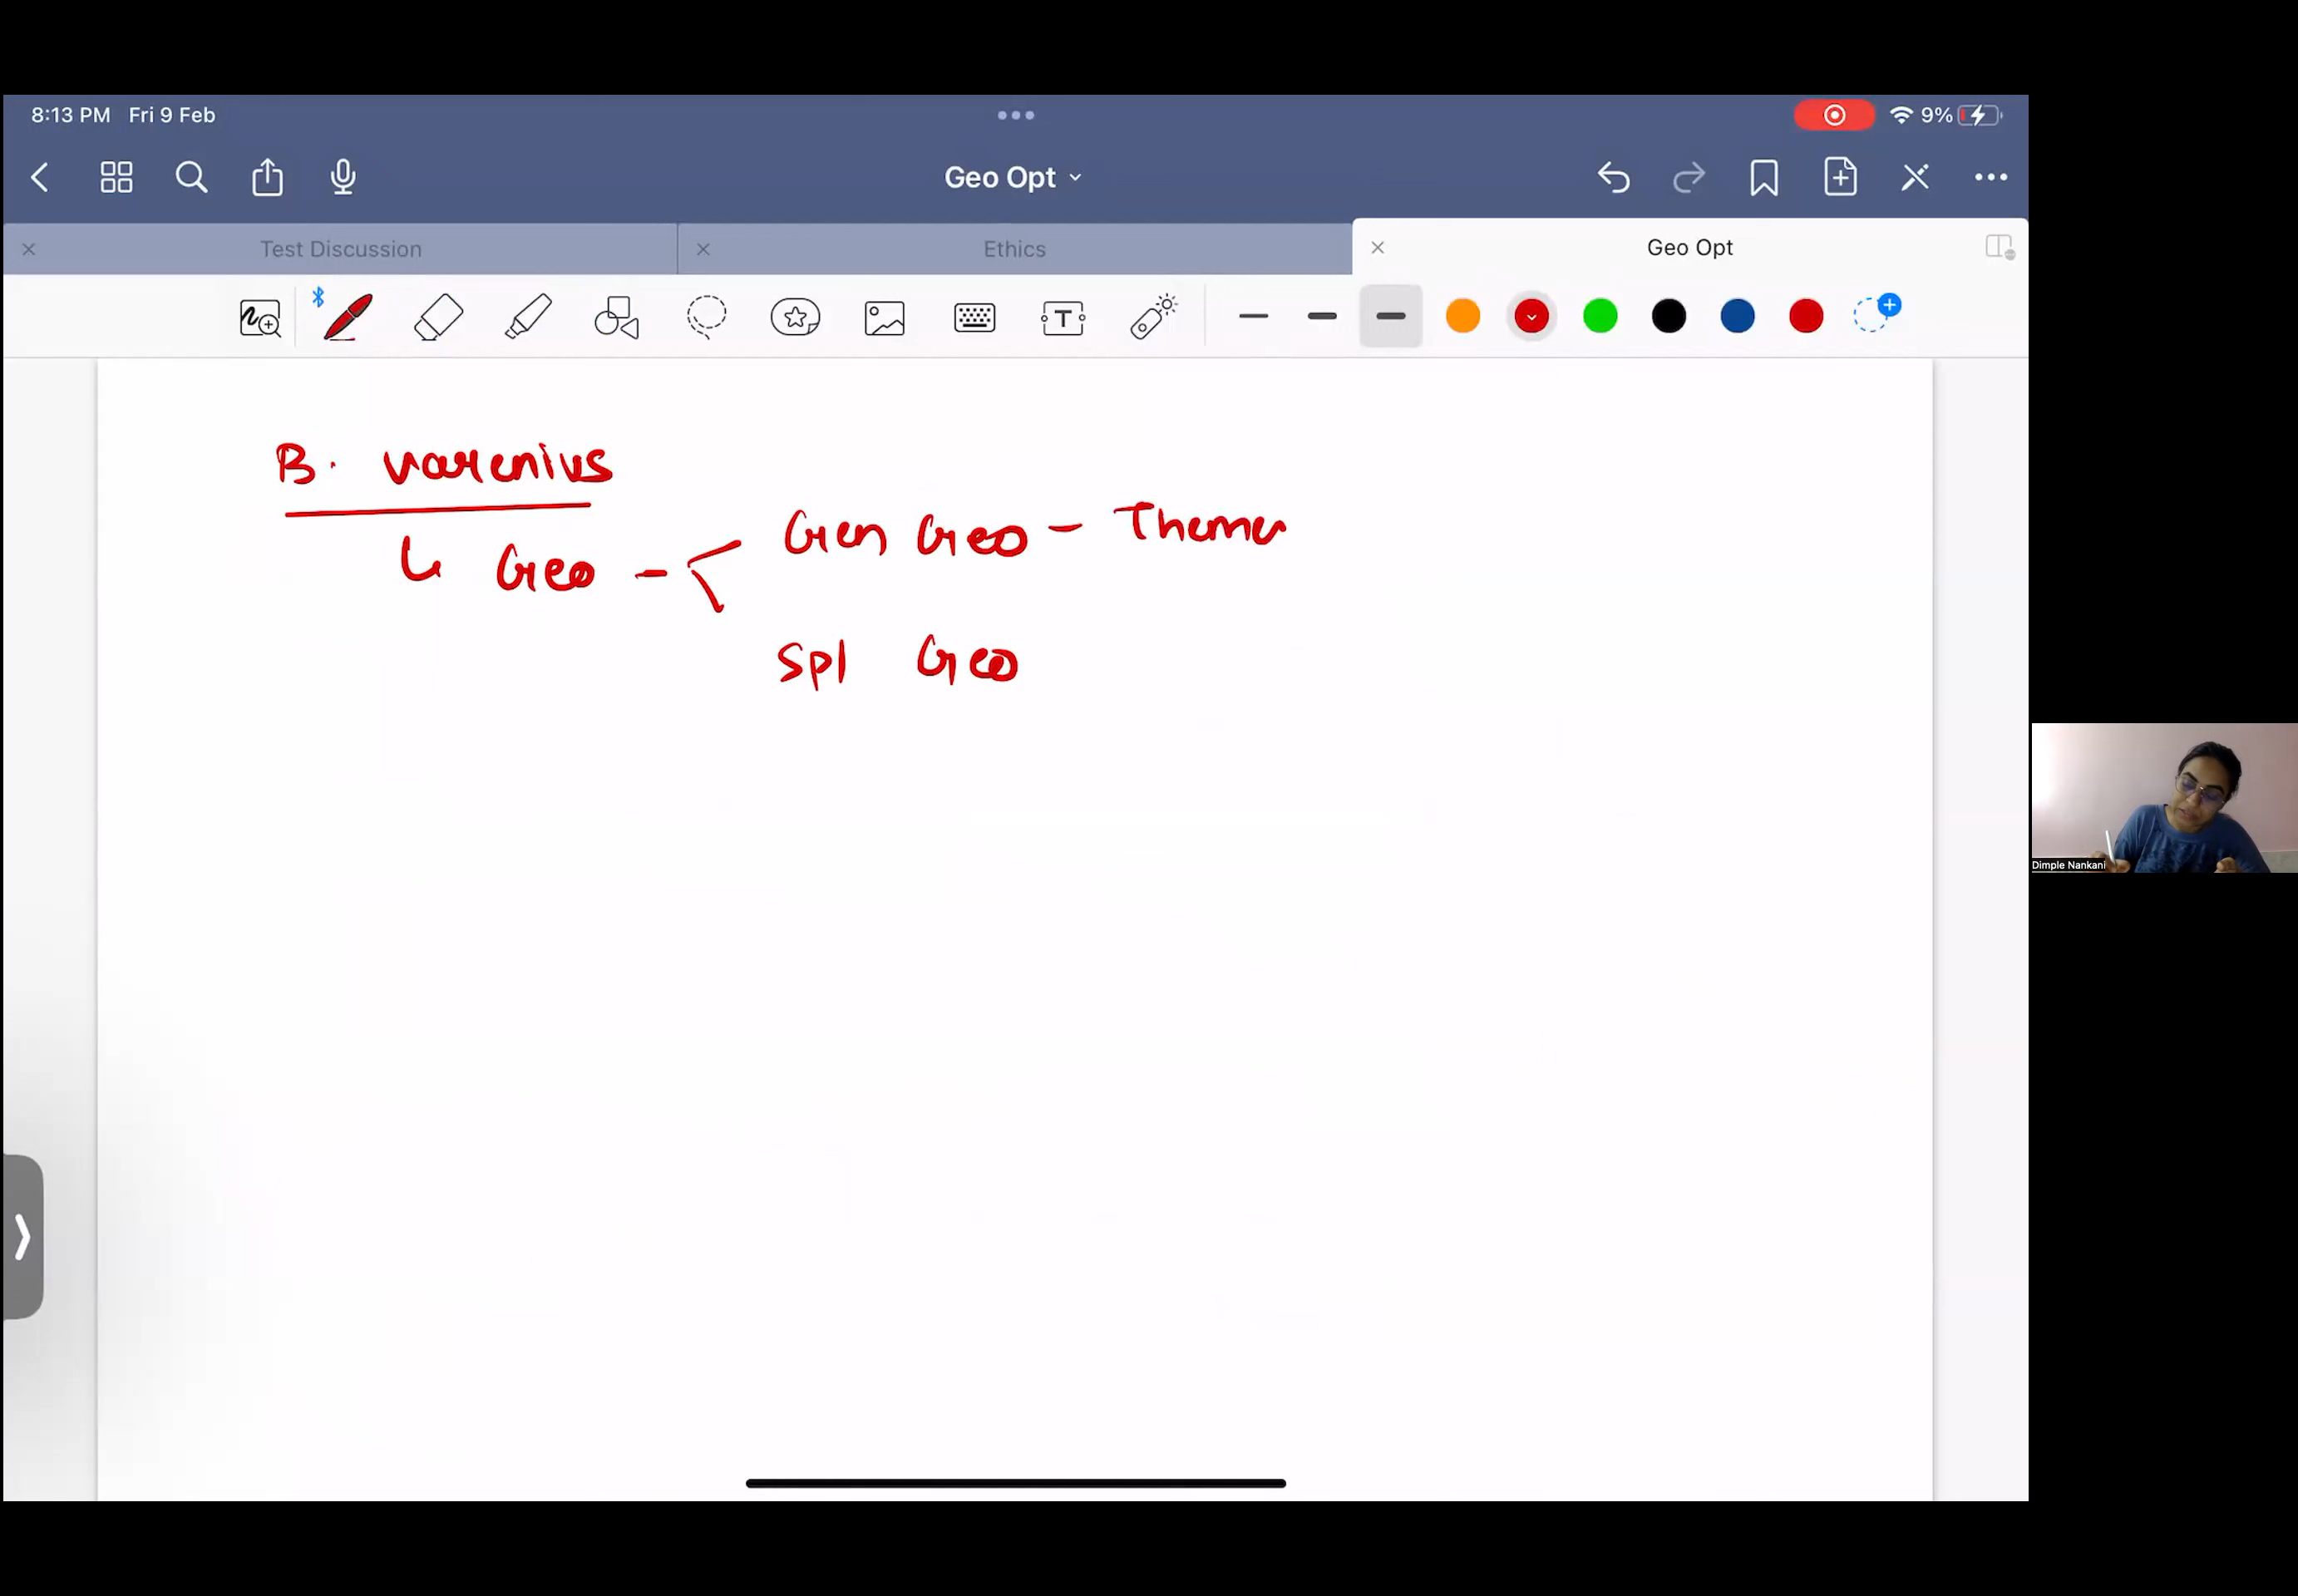 8:13 PM Fri 9 Feb
9%
Geo Opt
Test Discussion
Ethics
Geo Opt
B. Varenius
Geo - Gen Geo - Themes
Spl Geo
Dimple Nankani